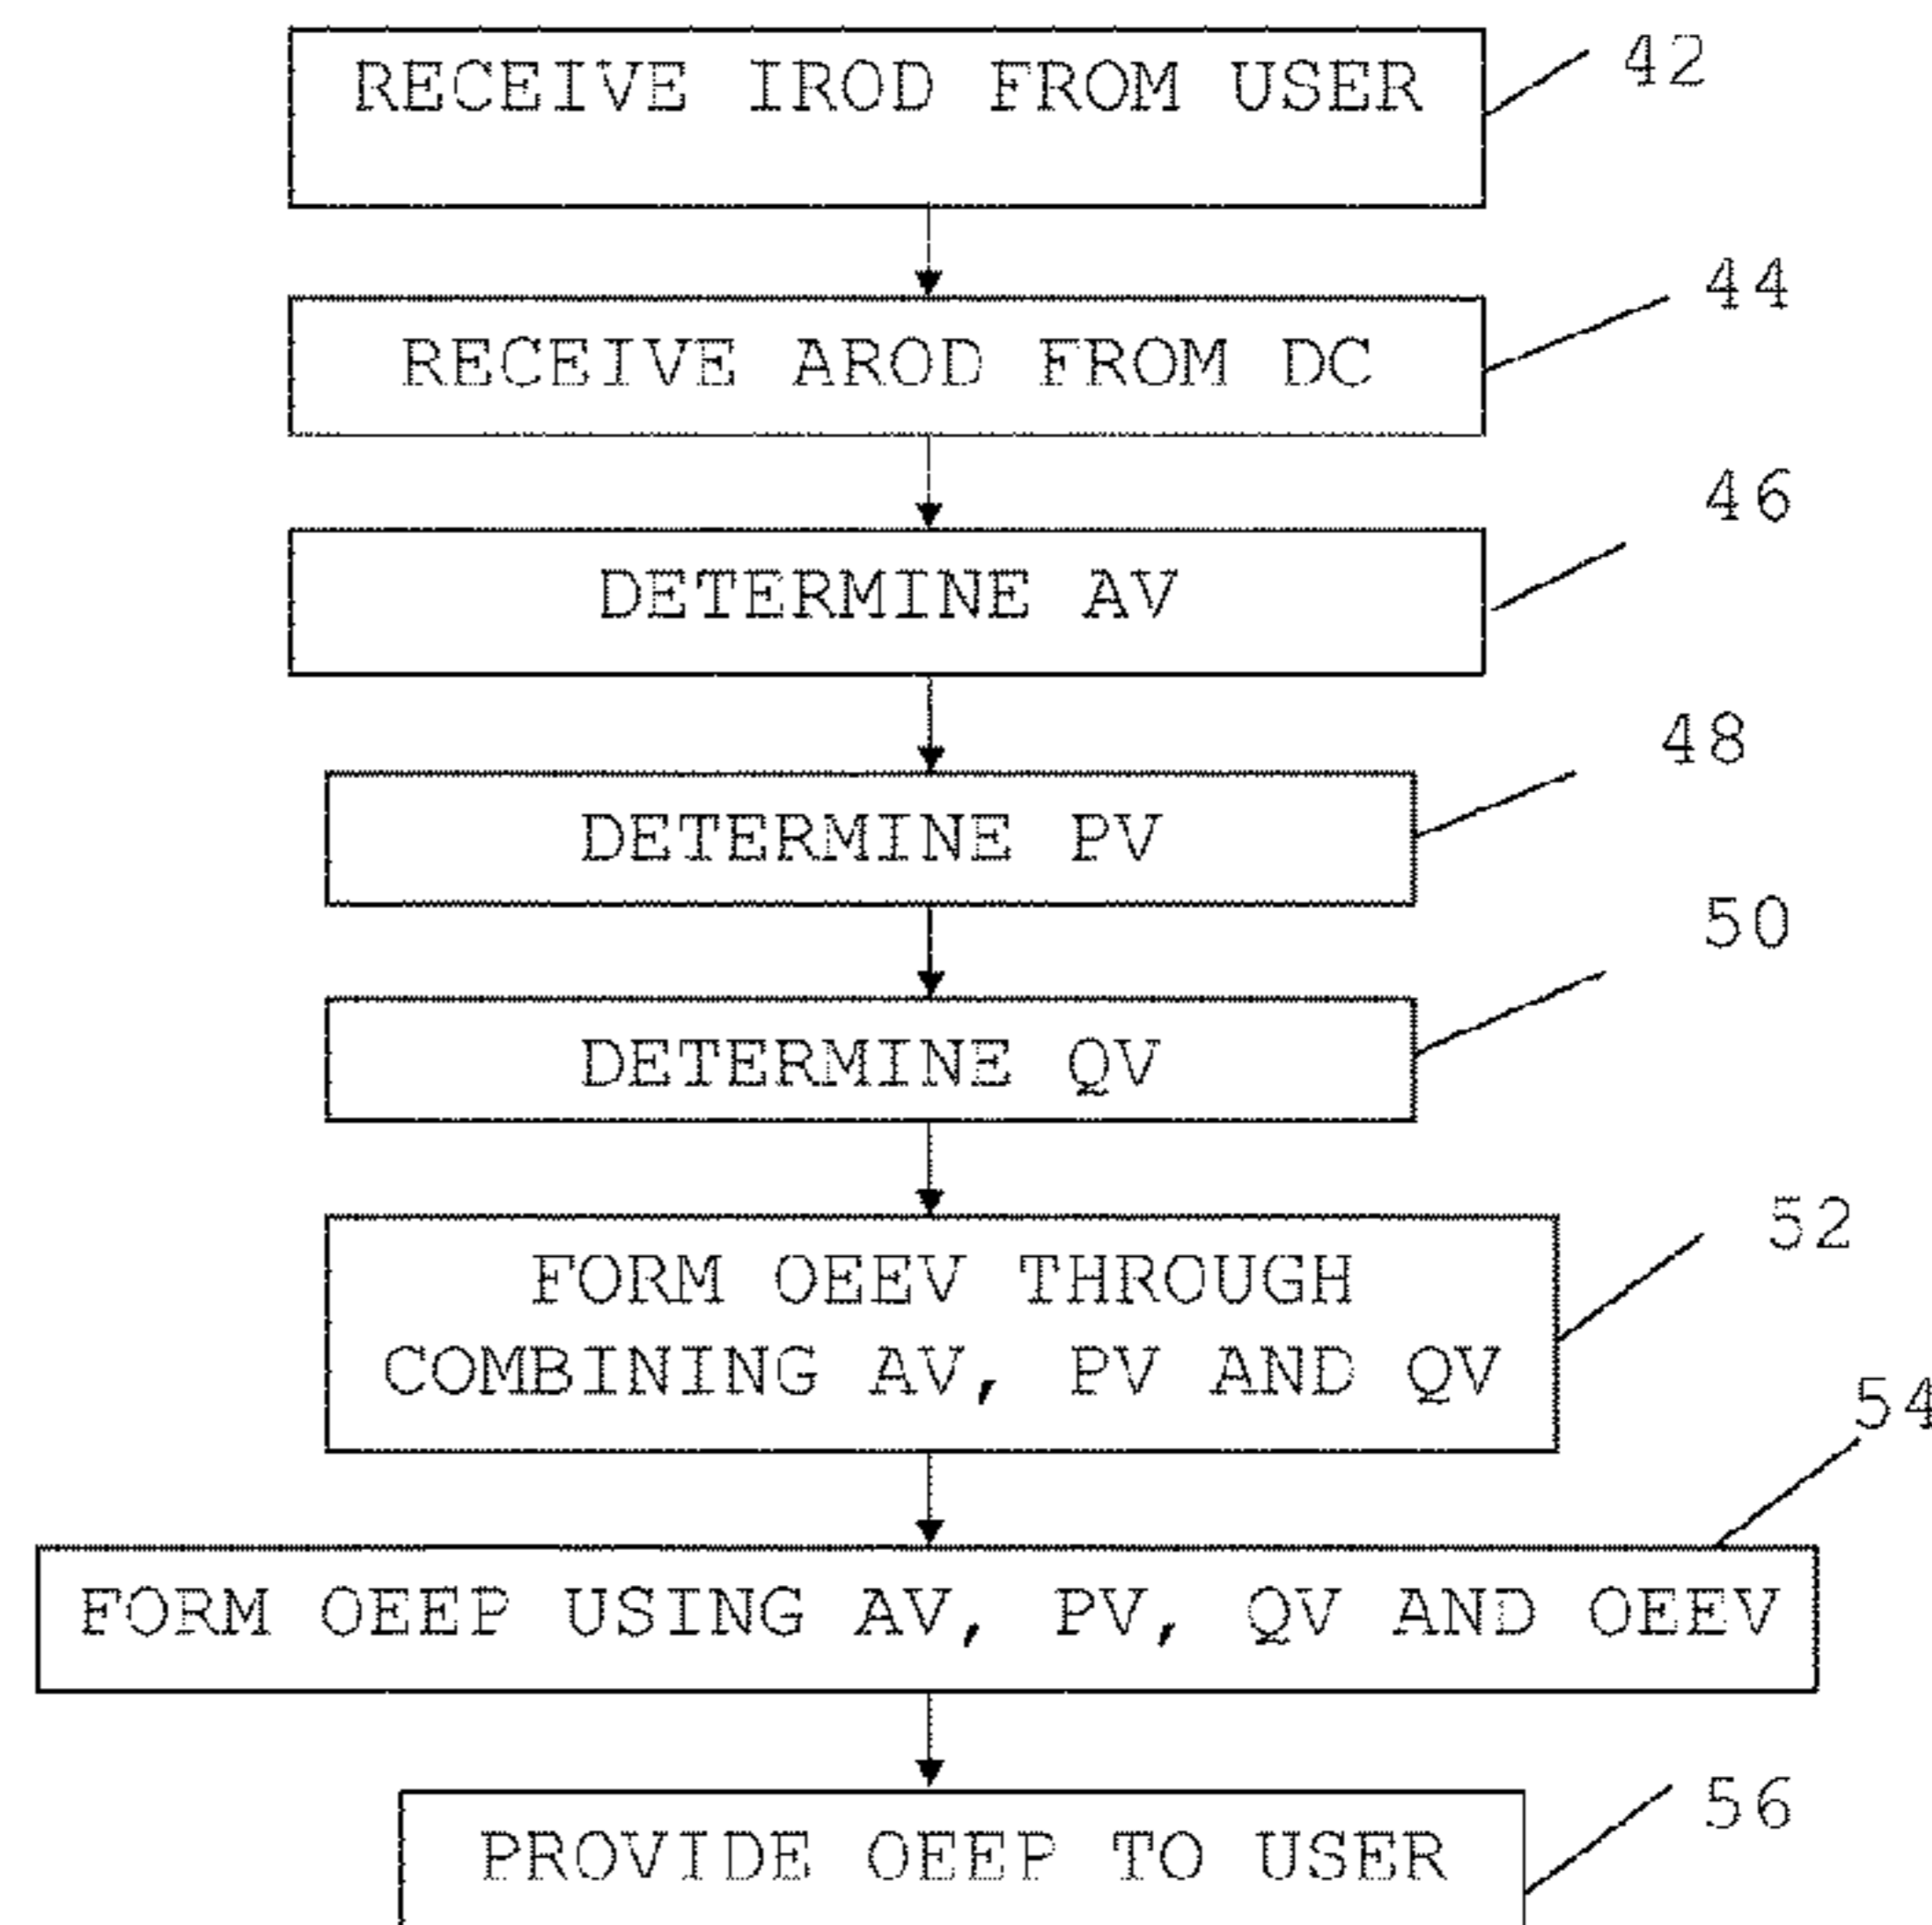 RECEIVE IROD FROM USER
42
RECEIVE AROD FROM DC
44
DETERMINE AV
46
DETERMINE PV
48
DETERMINE QV
50
FORM OEEV THROUGH
COMBINING AV, PV AND QV
52
FORM OEEP USING AV, PV, QV AND OEEV
54
PROVIDE OEEP TO USER
56